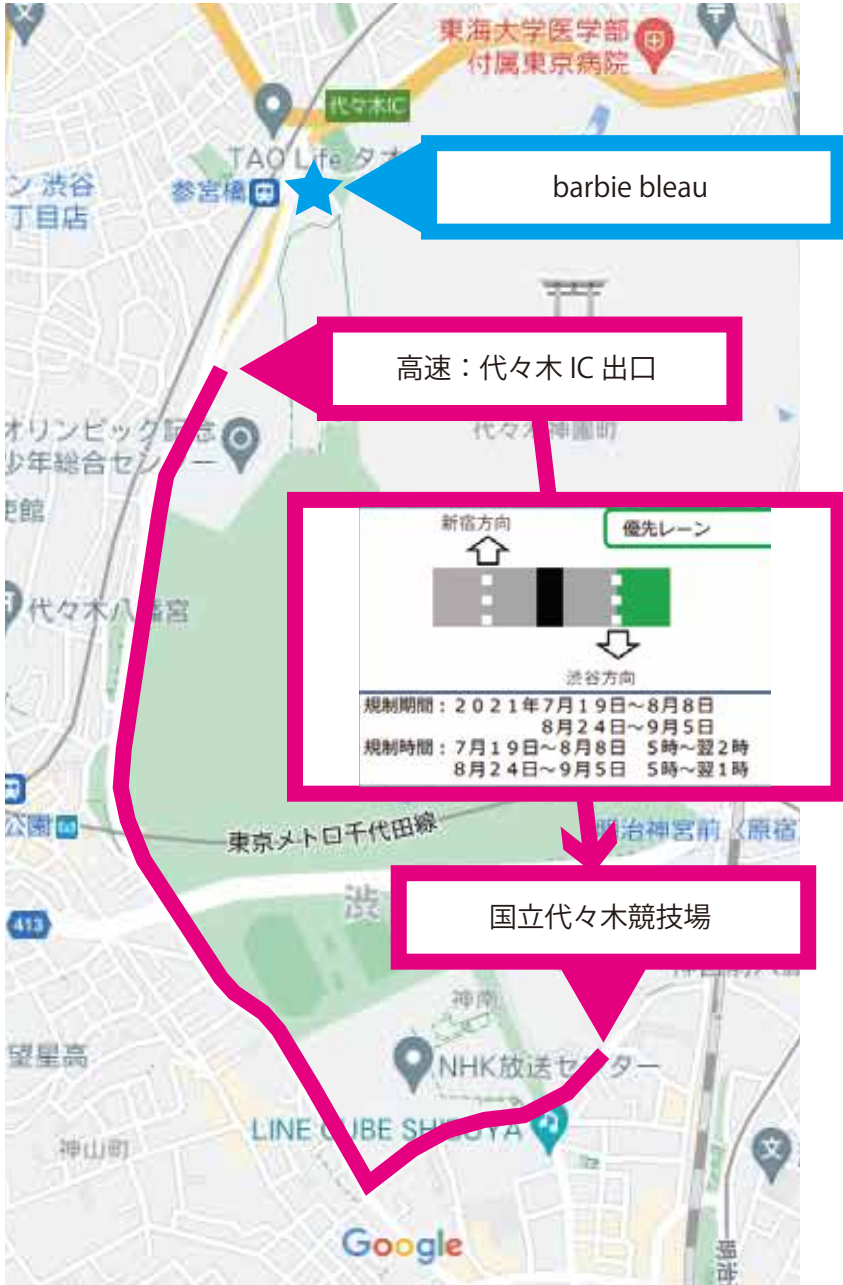 東海大学医学部
付属東京病院
代々木IC
TAO Life タオ
ン 渋谷
丁目店
参宮橋
barbie bleau
高速：代々木 IC 出口
オリンピック記念
少年総合セン
ー
代々木神園町
使館
新宿方向
優先レーン
渋谷方向
規制期間：２０２１年７月１９日～８月８日
８月２４日～９月５日
規制時間：７月１９日～８月８日　５時～翌２時
８月２４日～９月５日　５時～翌１時
代々木八幡宮
公園
東京メトロ千代田線
明治神宮前〈原宿
渋
413
国立代々木競技場
神南
望星高
NHK放送センター
LINE CUBE SHIBUYA
神山町
文
Google
明治